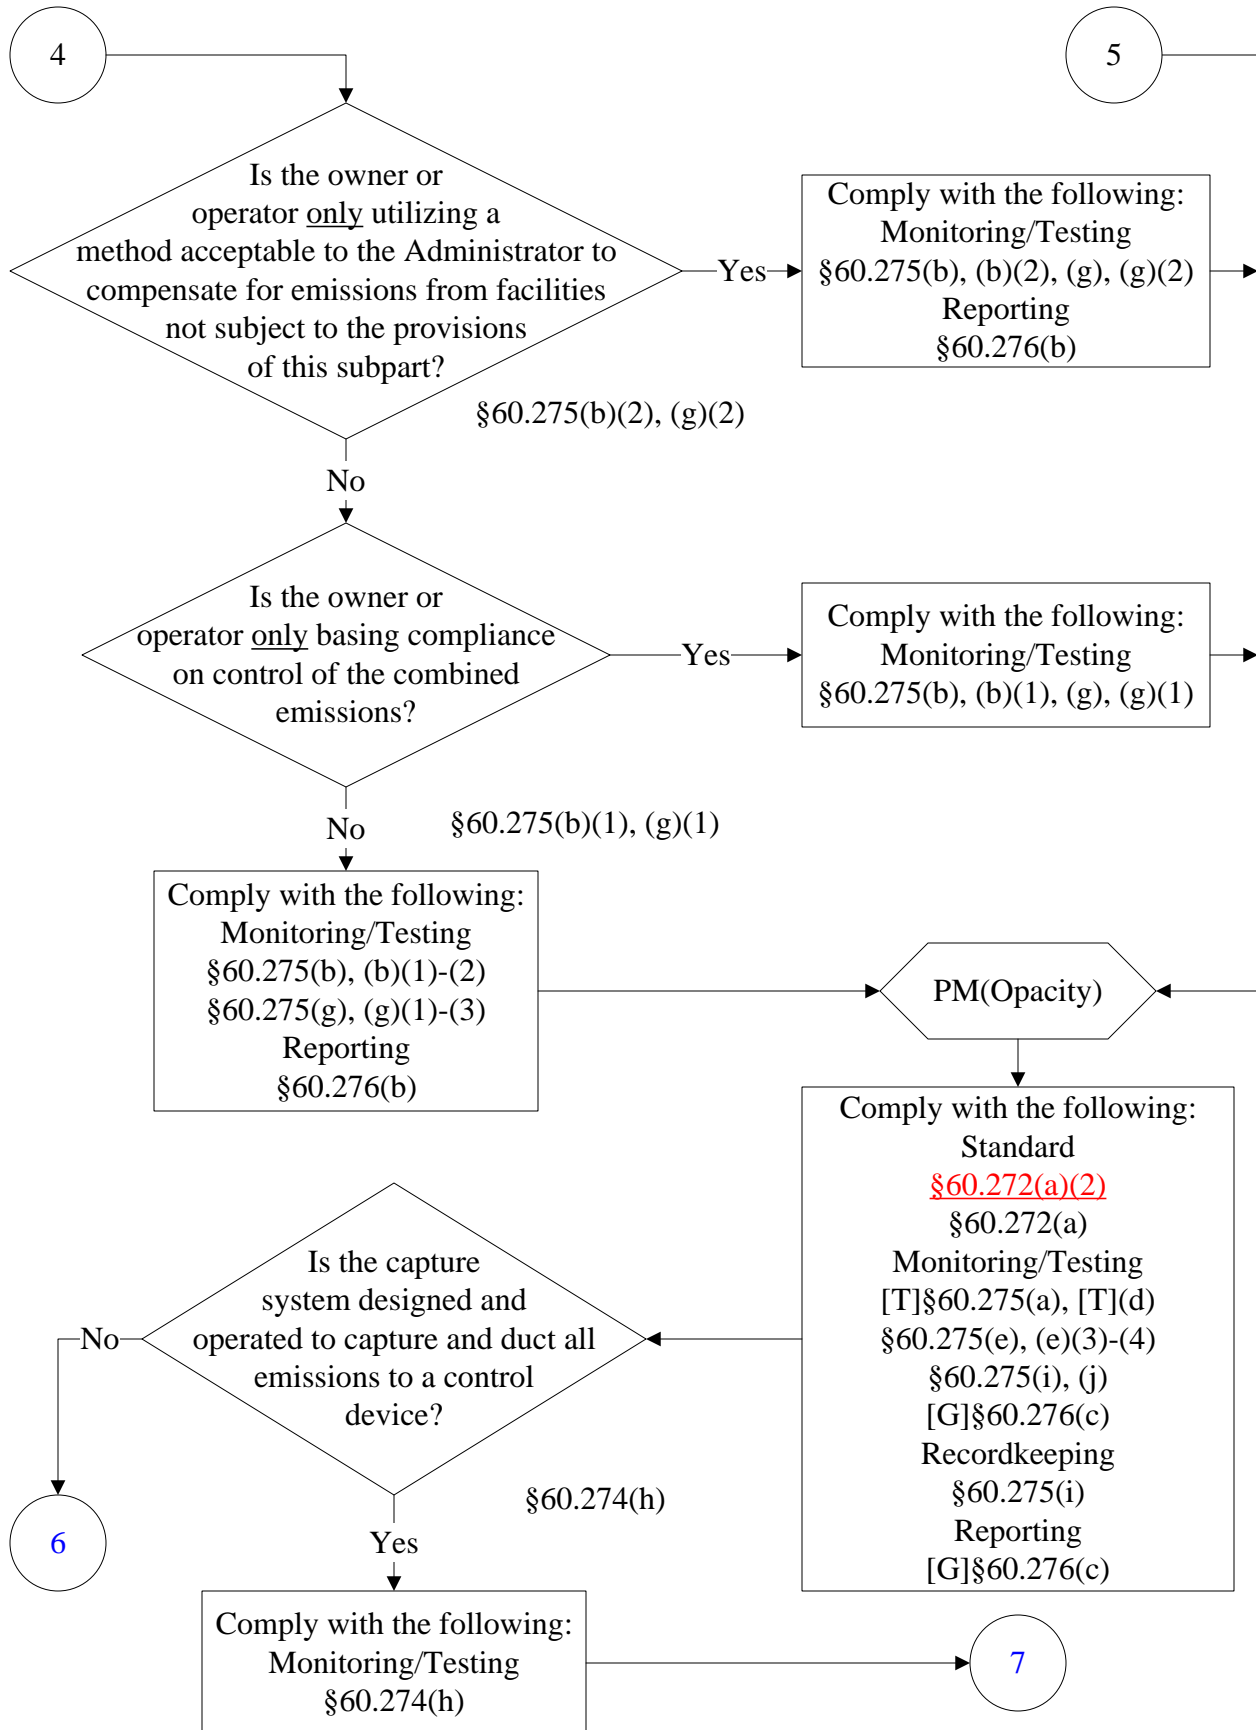 4
5
Is the owner or
operator only utilizing a
method acceptable to the Administrator to
compensate for emissions from facilities
not subject to the provisions
of this subpart?
Yes
Comply with the following:
Monitoring/Testing
§60.275(b), (b)(2), (g), (g)(2)
Reporting
§60.276(b)
§60.275(b)(2), (g)(2)
No
Is the owner or
operator only basing compliance
on control of the combined
emissions?
Yes
Comply with the following:
Monitoring/Testing
§60.275(b), (b)(1), (g), (g)(1)
No
§60.275(b)(1), (g)(1)
Comply with the following:
Monitoring/Testing
§60.275(b), (b)(1)-(2)
§60.275(g), (g)(1)-(3)
Reporting
§60.276(b)
PM(Opacity)
Comply with the following:
Standard
§60.272(a)(2)
§60.272(a)
Monitoring/Testing
[T]§60.275(a), [T](d)
§60.275(e), (e)(3)-(4)
§60.275(i), (j)
[G]§60.276(c)
Recordkeeping
§60.275(i)
Reporting
[G]§60.276(c)
Is the capture
system designed and
operated to capture and duct all
emissions to a control
device?
No
§60.274(h)
6
Yes
Comply with the following:
Monitoring/Testing
§60.274(h)
7